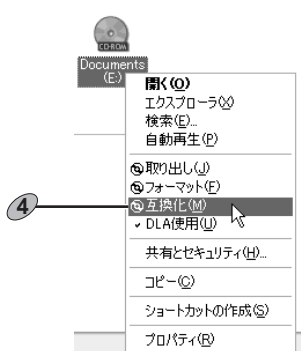 CD-ROM
Documents
(E:)
開く(O)
エクスプローラ(X)
検索(E)...
自動再生(P)
取り出し(J)
フォーマット(F)
4
互換化(M)
DLA使用(U)
共有とセキュリティ(H)...
コピー(C)
ショートカットの作成(S)
プロパティ(R)